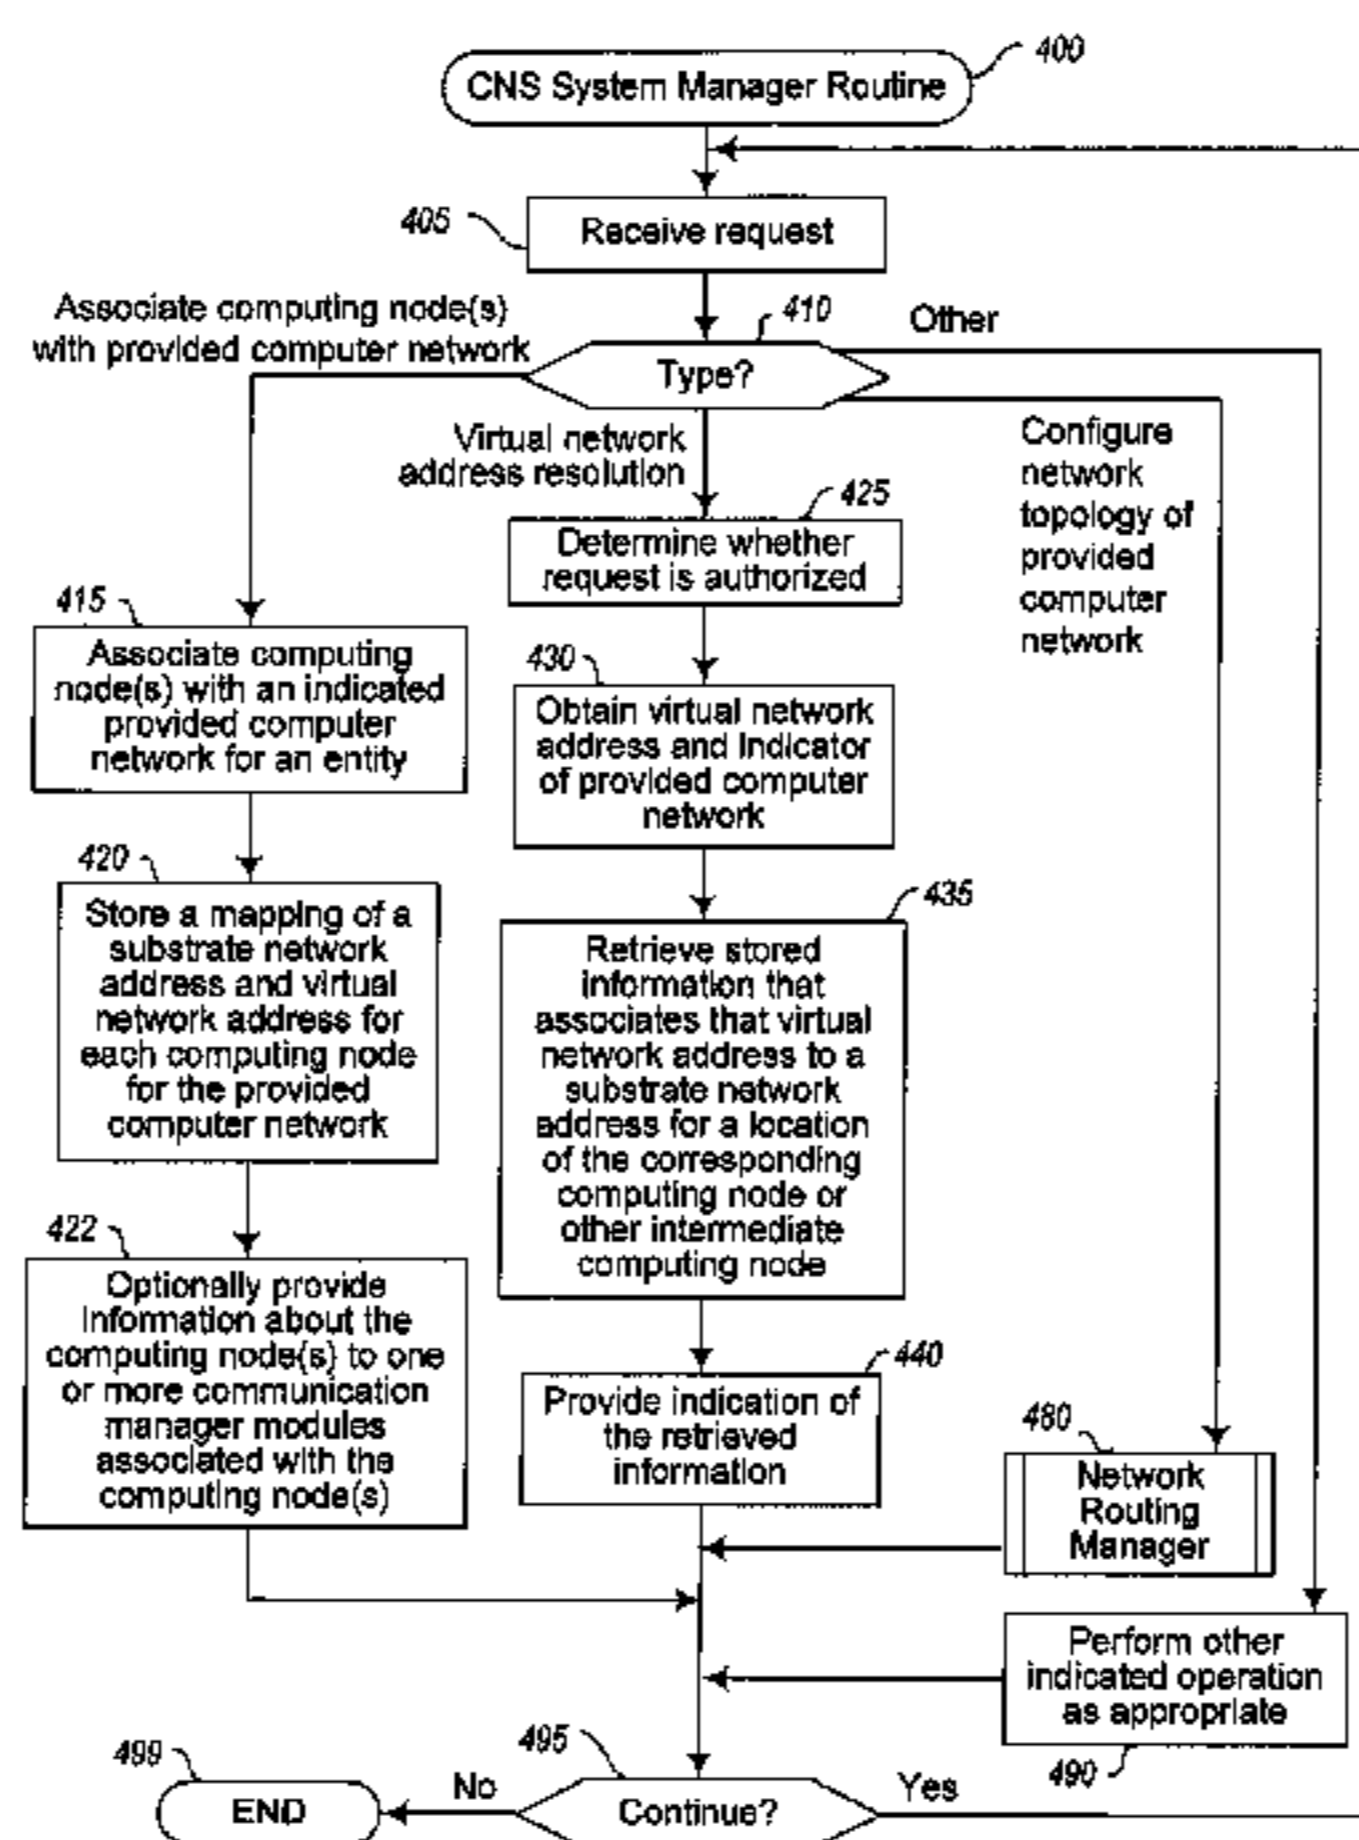 400
CNS System Manager Routine
405
Receive request
Associate computing node(s)
with provided computer network
410
Type?
Other
Virtual network
address resolution
Configure
network
topology of
provided
computer
network
425
Determine whether
request is authorized
415
Associate computing
node(s) with an indicated
provided computer
network for an entity
430
Obtain virtual network
address and indicator
of provided computer
network
420
Store a mapping of a
substrate network
address and virtual
network address for
each computing node
for the provided
computer network
435
Retrieve stored
information that
associates that virtual
network address to a
substrate network
address for a location
of the corresponding
computing node or
other intermediate
computing node
422
Optionally provide
information about the
computing node(s) to one
or more communication
manager modules
associated with the
computing node(s)
440
Provide indication of
the retrieved
information
480
Network
Routing
Manager
Perform other
indicated operation
as appropriate
490
499
END
No
495
Continue?
Yes